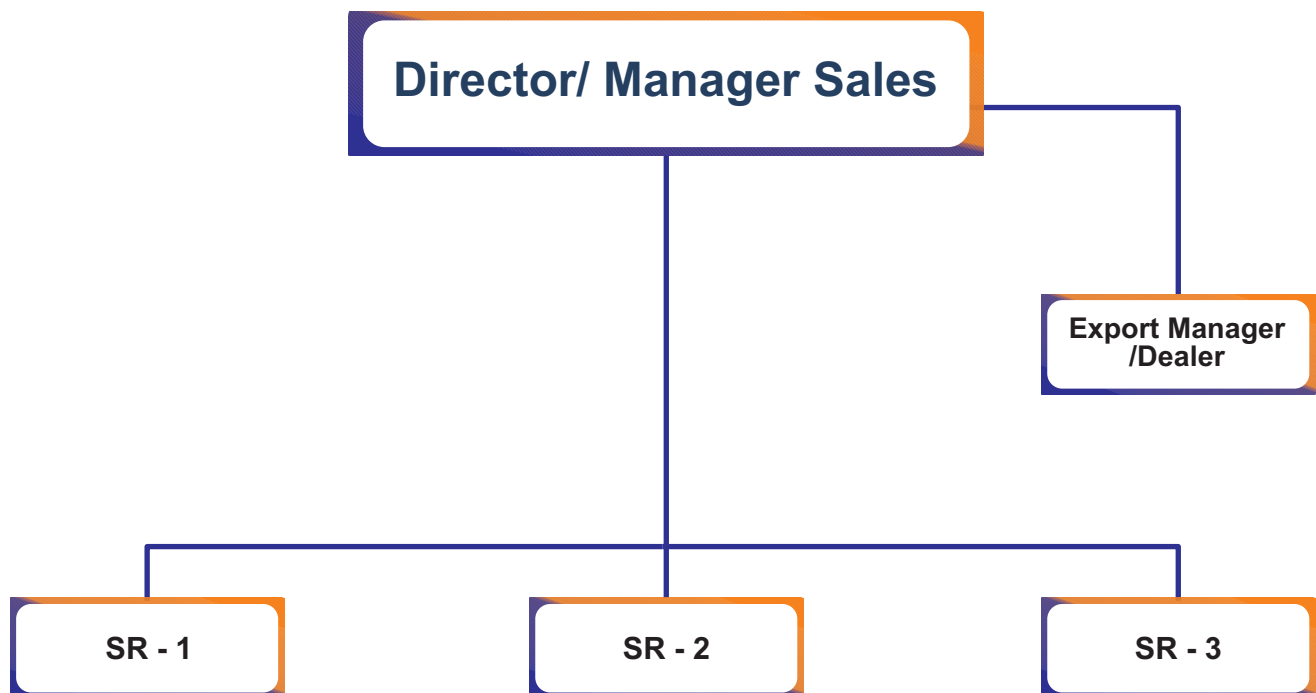 Director/ Manager Sales
Export Manager
/Dealer
SR - 1
SR - 2
SR - 3